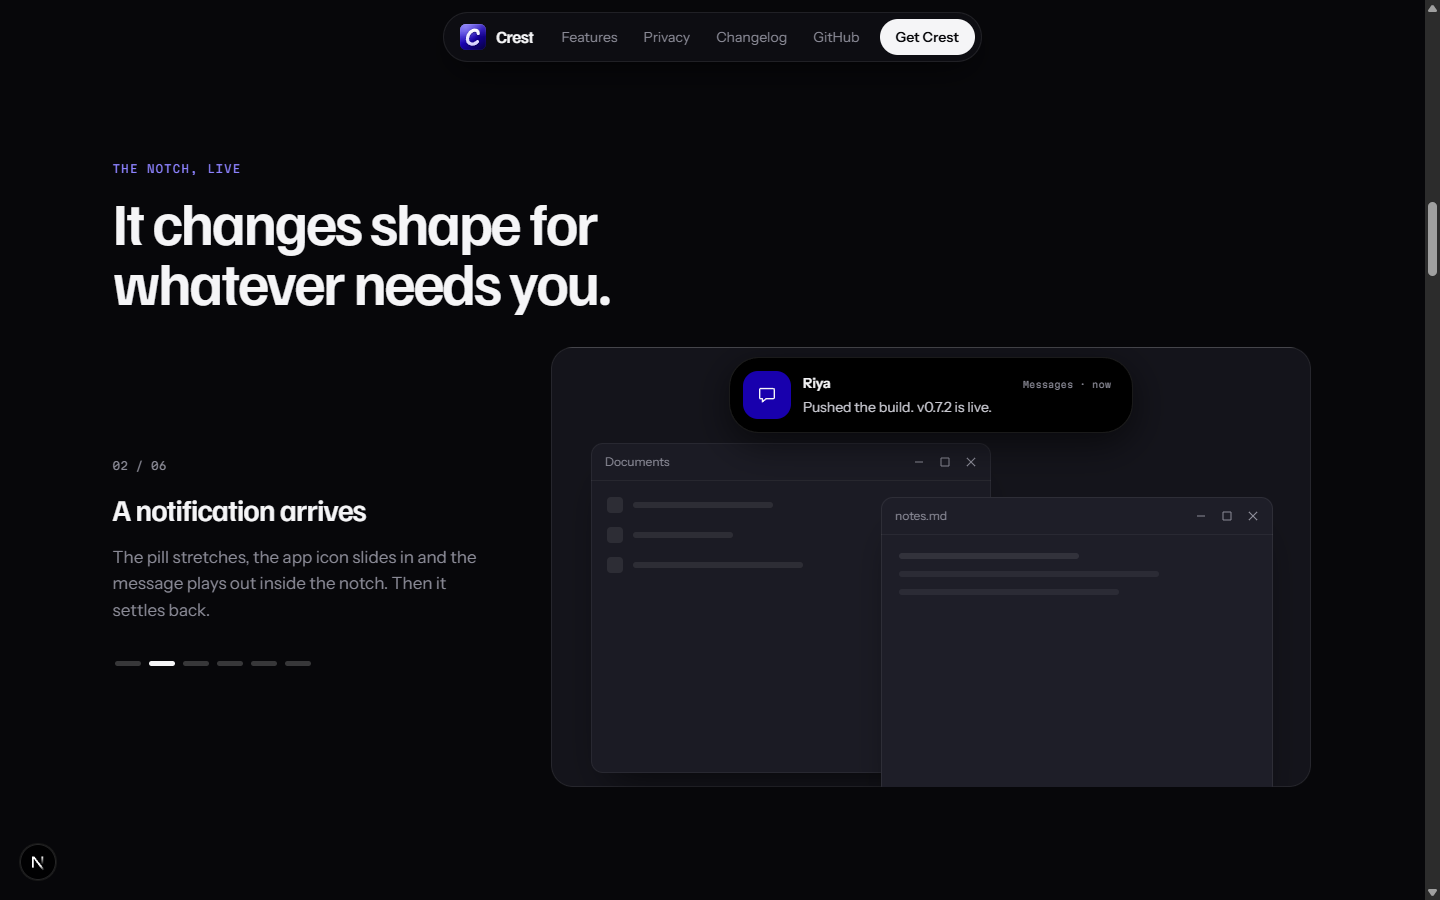 Crest
Features
Privacy
Changelog
GitHub
Get Crest
THE NOTCH, LIVE
It changes shape for
whatever needs you.
Riya
Messages · now
Pushed the build. v0.7.2 is live.
Documents
notes.md
02 / 06
A notification arrives
The pill stretches, the app icon slides in and the
message plays out inside the notch. Then it
settles back.
N